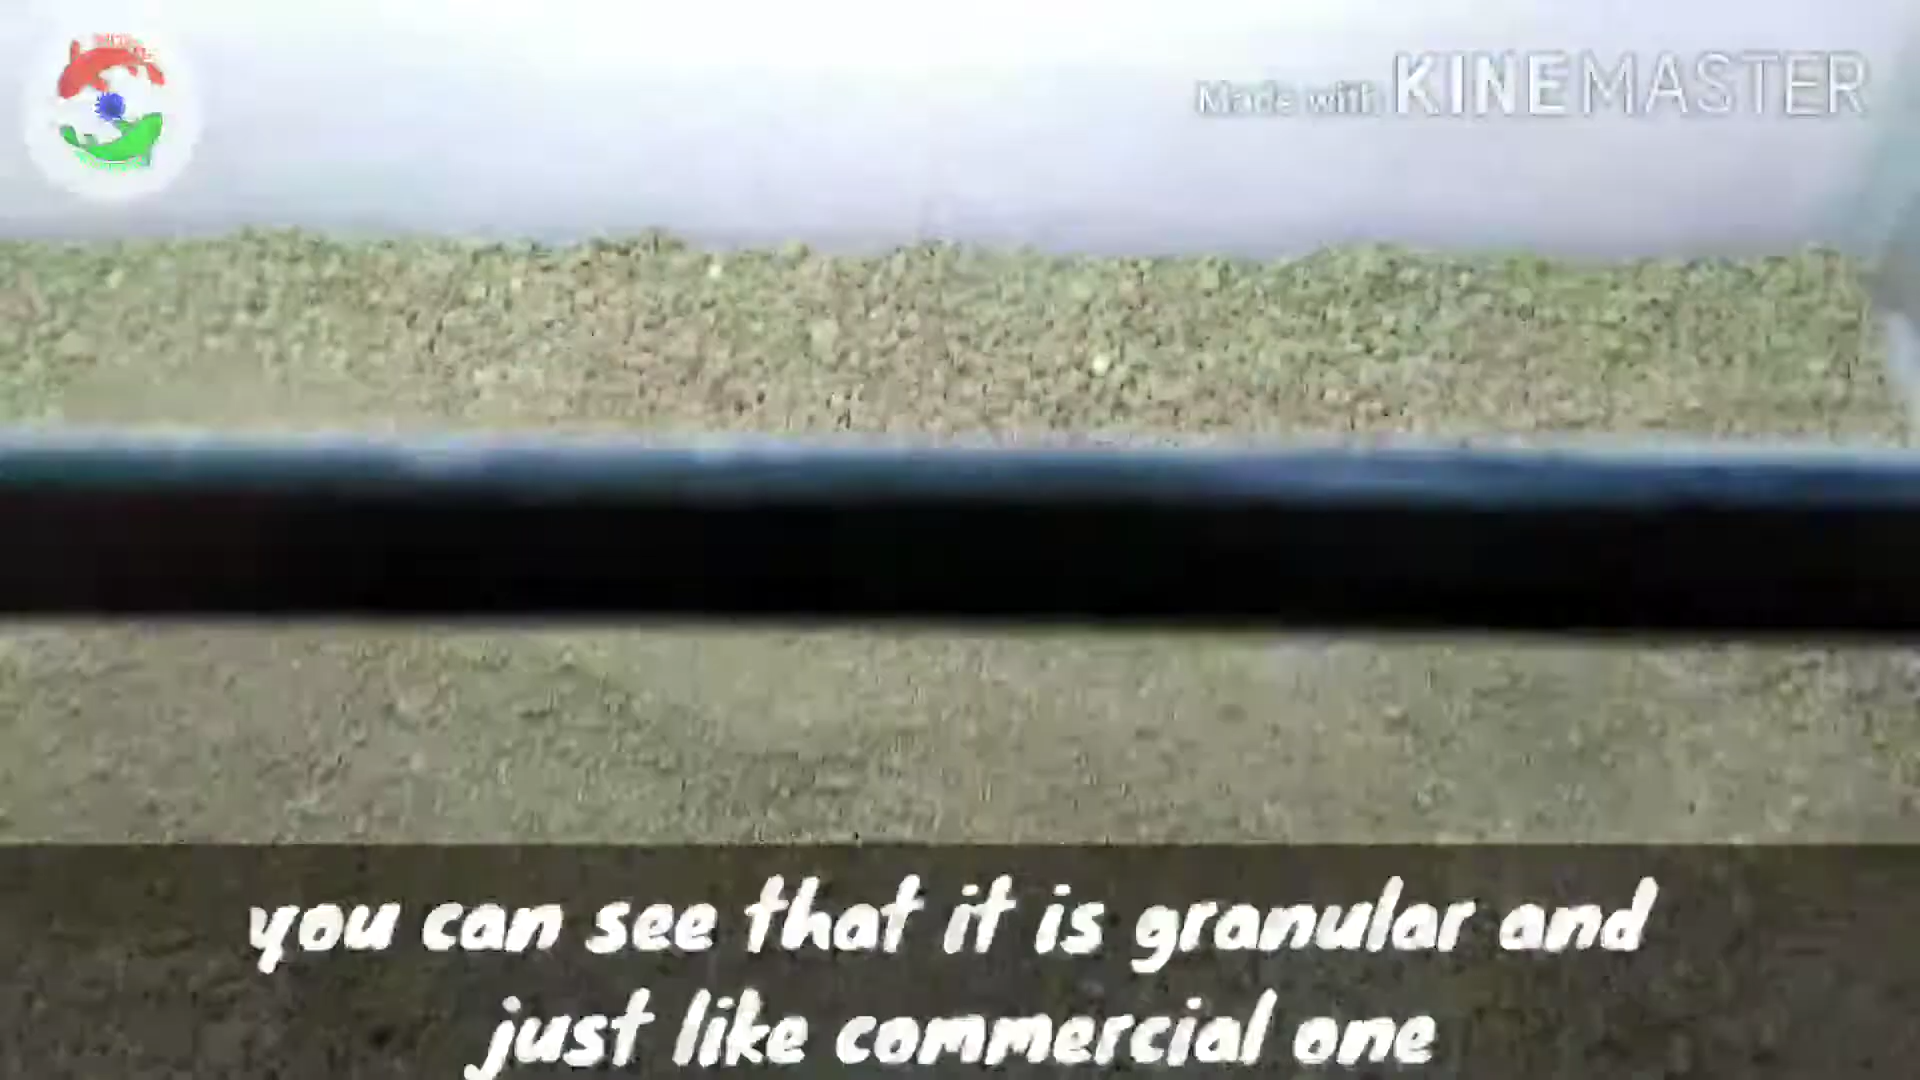 Made with KINEMASTER
you can see that it is granular and
just like commercial one